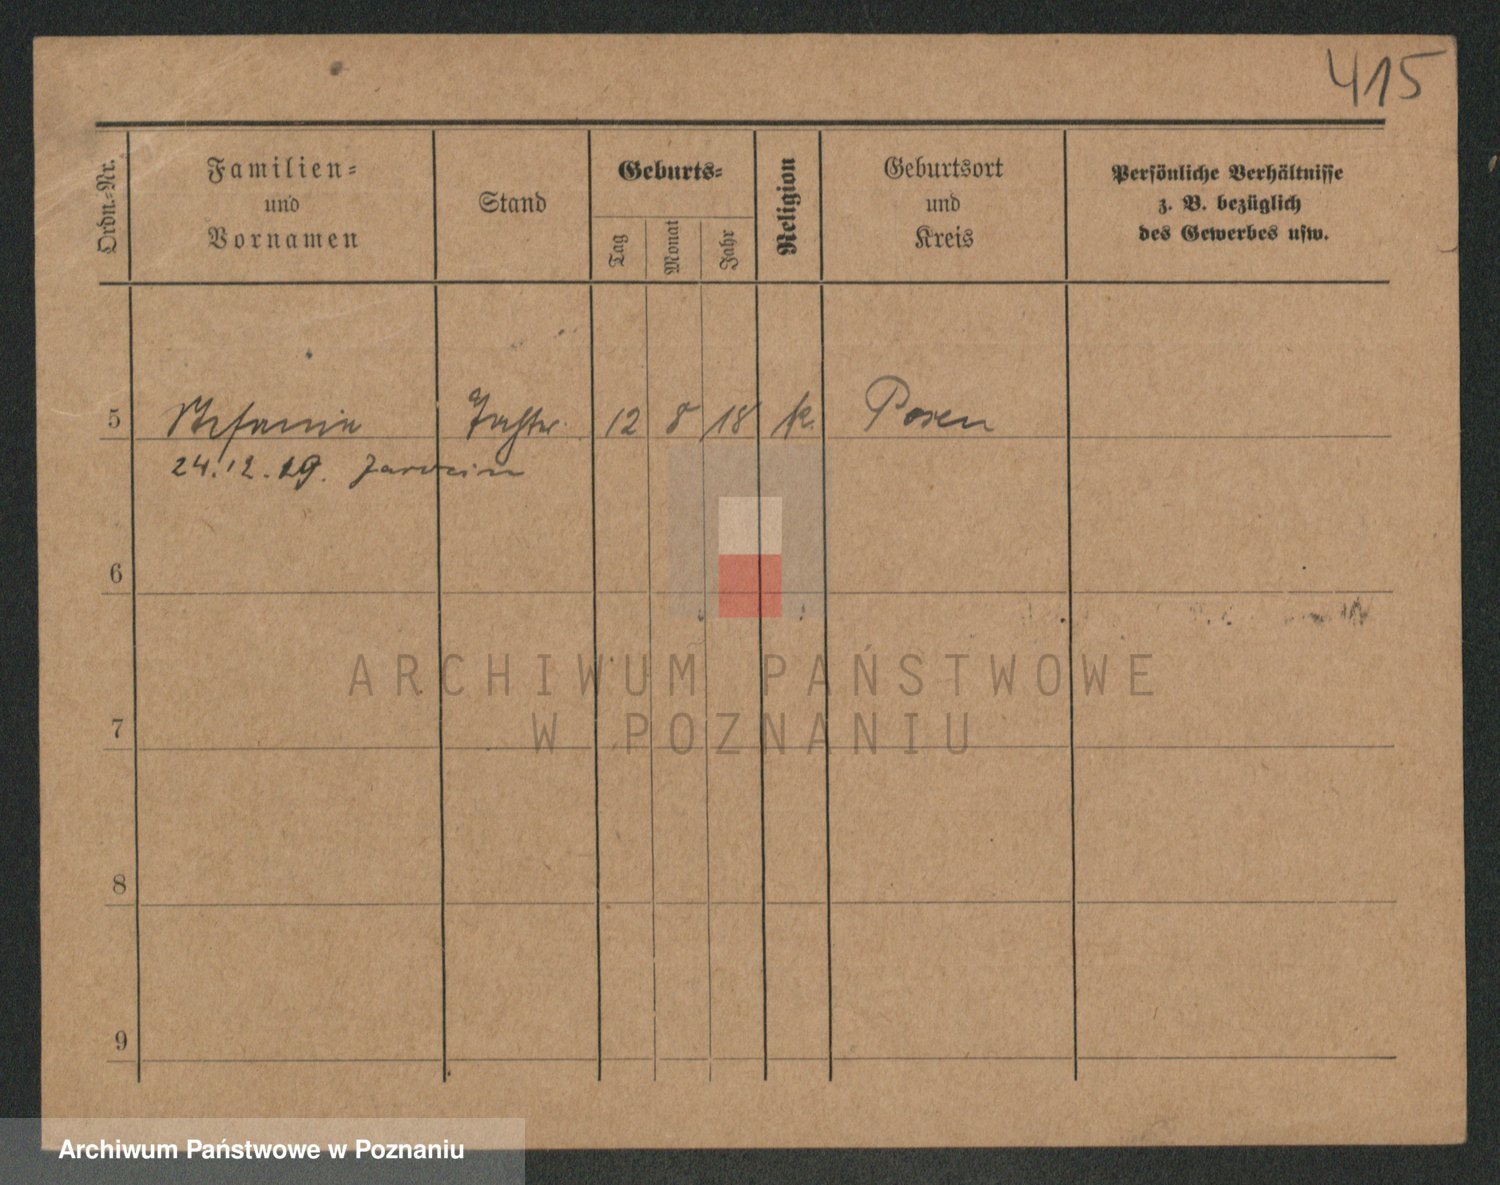 415
Ordn.-Nr.
Familien-
und
Vornamen
Stand
Geburts-
Tag
Monat
Jahr
Religion
Geburtsort
und
Kreis
Persönliche Verhältnisse
z. B. bezüglich
des Gewerbes usw.
5 Stefania Tochter 12 8 18 k. Posen
24.12.19.
6
ARCHIWUM PAŃSTWOWE
W POZNANIU
7
8
9
Archiwum Państwowe w Poznaniu